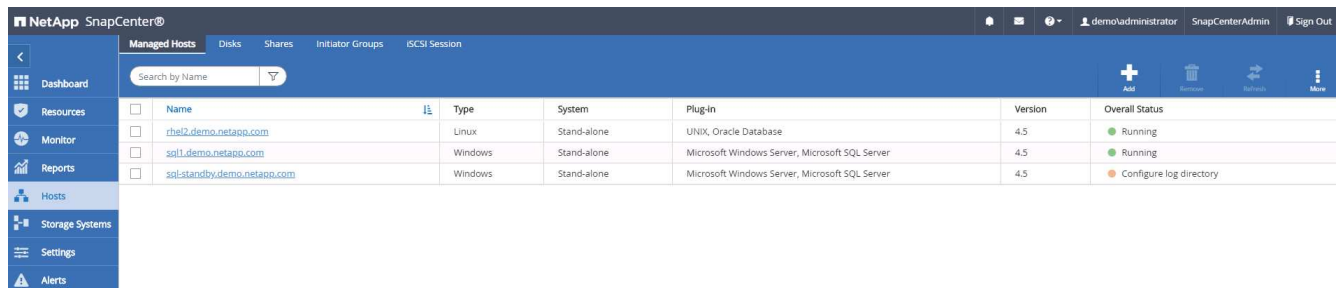 NetApp SnapCenter® demo\administrator SnapCenterAdmin Sign Out
Managed Hosts Disks Shares Initiator Groups iSCSI Session
Search by Name
Add Remove Refresh More
Dashboard
Resources
Monitor
Reports
Hosts
Storage Systems
Settings
Alerts
Name Type System Plug-in Version Overall Status
rhel2.demo.netapp.com Linux Stand-alone UNIX, Oracle Database 4.5 Running
sql1.demo.netapp.com Windows Stand-alone Microsoft Windows Server, Microsoft SQL Server 4.5 Running
sql-standby.demo.netapp.com Windows Stand-alone Microsoft Windows Server, Microsoft SQL Server 4.5 Configure log directory